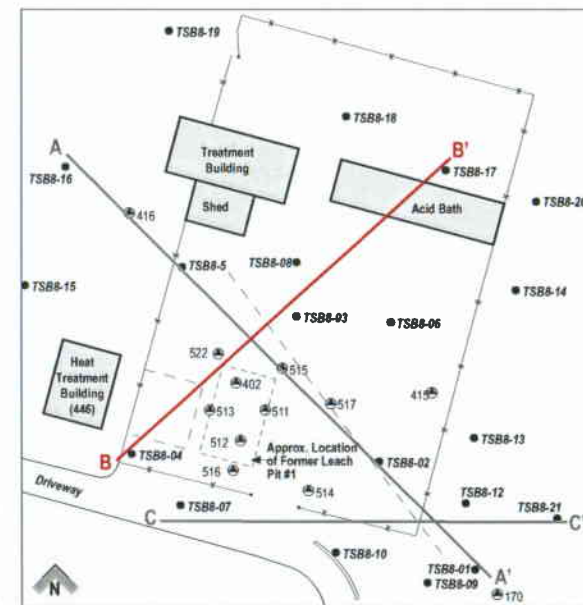 TSB8-19
TSB8-18
A
B'
TSB8-17
TSB8-16
Treatment
Building
Shed
Acid Bath
TSB8-20
416
TSB8-5
TSB8-08
TSB8-15
TSB8-14
TSB8-03
TSB8-06
522
515
Heat
Treatment
Building
(446)
402
415
513
511
517
512
TSB8-13
B
TSB8-04
Approx. Location
of Former Leach
Pit #1
516
TSB8-02
514
Driveway
TSB8-07
TSB8-12
TSB8-21
C
C'
TSB8-10
TSB8-01
A'
TSB8-09
170
N